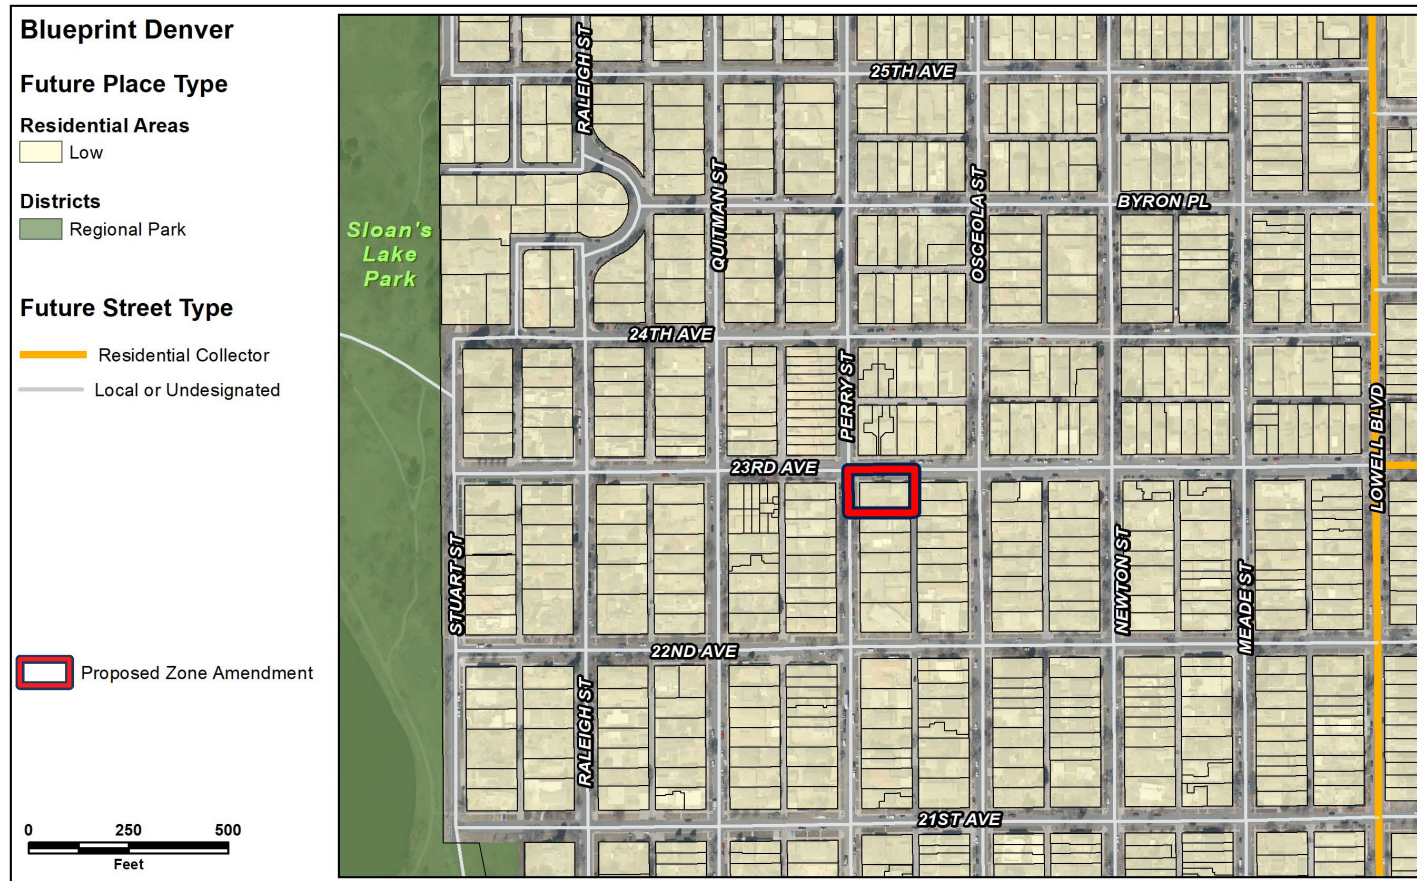 Blueprint Denver
Future Place Type
Residential Areas
Low
Districts
Regional Park
Future Street Type
Residential Collector
Local or Undesignated
Proposed Zone Amendment
0 250 500
Feet
RALEIGH ST
25TH AVE
QUITMAN ST
OSCEOLA ST
BYRON PL
Sloan's
Lake
Park
24TH AVE
PERRY ST
LOWELL BLVD
23RD AVE
STUART ST
NEWTON ST
MEADE ST
22ND AVE
RALEIGH ST
21ST AVE